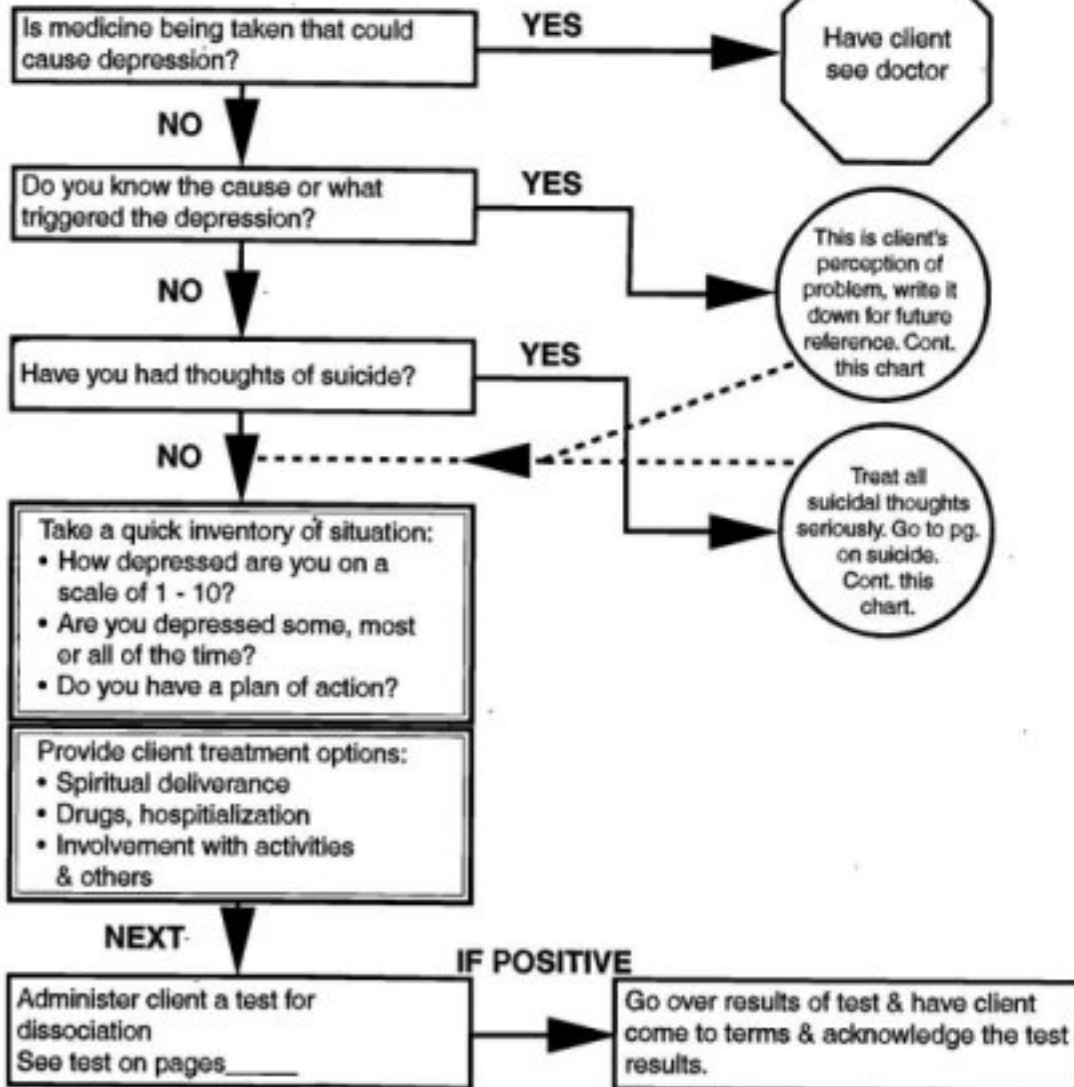 Is medicine being taken that could
cause depression?
YES
Have client
see doctor
NO
Do you know the cause or what
triggered the depression?
YES
This is client's
perception of
problem, write it
down for future
reference. Cont.
this chart
NO
Have you had thoughts of suicide?
YES
NO
Treat all
suicidal thoughts
seriously. Go to pg.
on suicide.
Cont. this
chart.
Take a quick inventory of situation:
• How depressed are you on a
scale of 1 - 10?
• Are you depressed some, most
or all of the time?
• Do you have a plan of action?
Provide client treatment options:
• Spiritual deliverance
• Drugs, hospitialization
• Involvement with activities
& others
NEXT
IF POSITIVE
Administer client a test for
dissociation
See test on pages_____
Go over results of test & have client
come to terms & acknowledge the test
results.